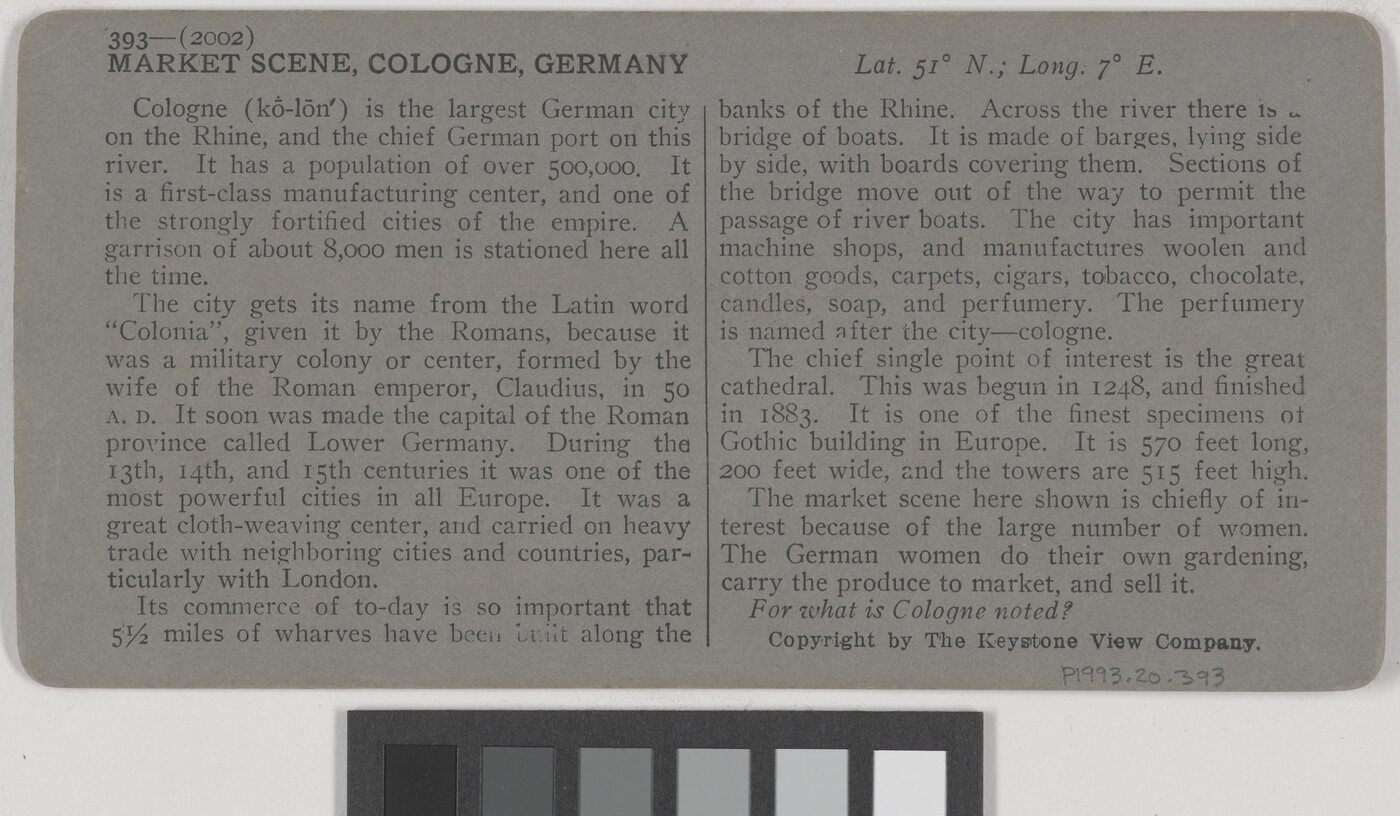 393—(2002)
MARKET SCENE, COLOGNE, GERMANY
Lat. 51° N.; Long. 7° E.
Cologne (kȯ-lōn′) is the largest German city
on the Rhine, and the chief German port on this
river. It has a population of over 500,000. It
is a first-class manufacturing center, and one of
the strongly fortified cities of the empire. A
garrison of about 8,000 men is stationed here all
the time.
The city gets its name from the Latin word
“Colonia”, given it by the Romans, because it
was a military colony or center, formed by the
wife of the Roman emperor, Claudius, in 50
A. D. It soon was made the capital of the Roman
province called Lower Germany. During the
13th, 14th, and 15th centuries it was one of the
most powerful cities in all Europe. It was a
great cloth-weaving center, and carried on heavy
trade with neighboring cities and countries, par-
ticularly with London.
Its commerce of to-day is so important that
5½ miles of wharves have been built along the
banks of the Rhine. Across the river there is a
bridge of boats. It is made of barges, lying side
by side, with boards covering them. Sections of
the bridge move out of the way to permit the
passage of river boats. The city has important
machine shops, and manufactures woolen and
cotton goods, carpets, cigars, tobacco, chocolate,
candles, soap, and perfumery. The perfumery
is named after the city—cologne.
The chief single point of interest is the great
cathedral. This was begun in 1248, and finished
in 1883. It is one of the finest specimens of
Gothic building in Europe. It is 570 feet long,
200 feet wide, and the towers are 515 feet high.
The market scene here shown is chiefly of in-
terest because of the large number of women.
The German women do their own gardening,
carry the produce to market, and sell it.
For what is Cologne noted?
Copyright by The Keystone View Company.
P1993.20.393